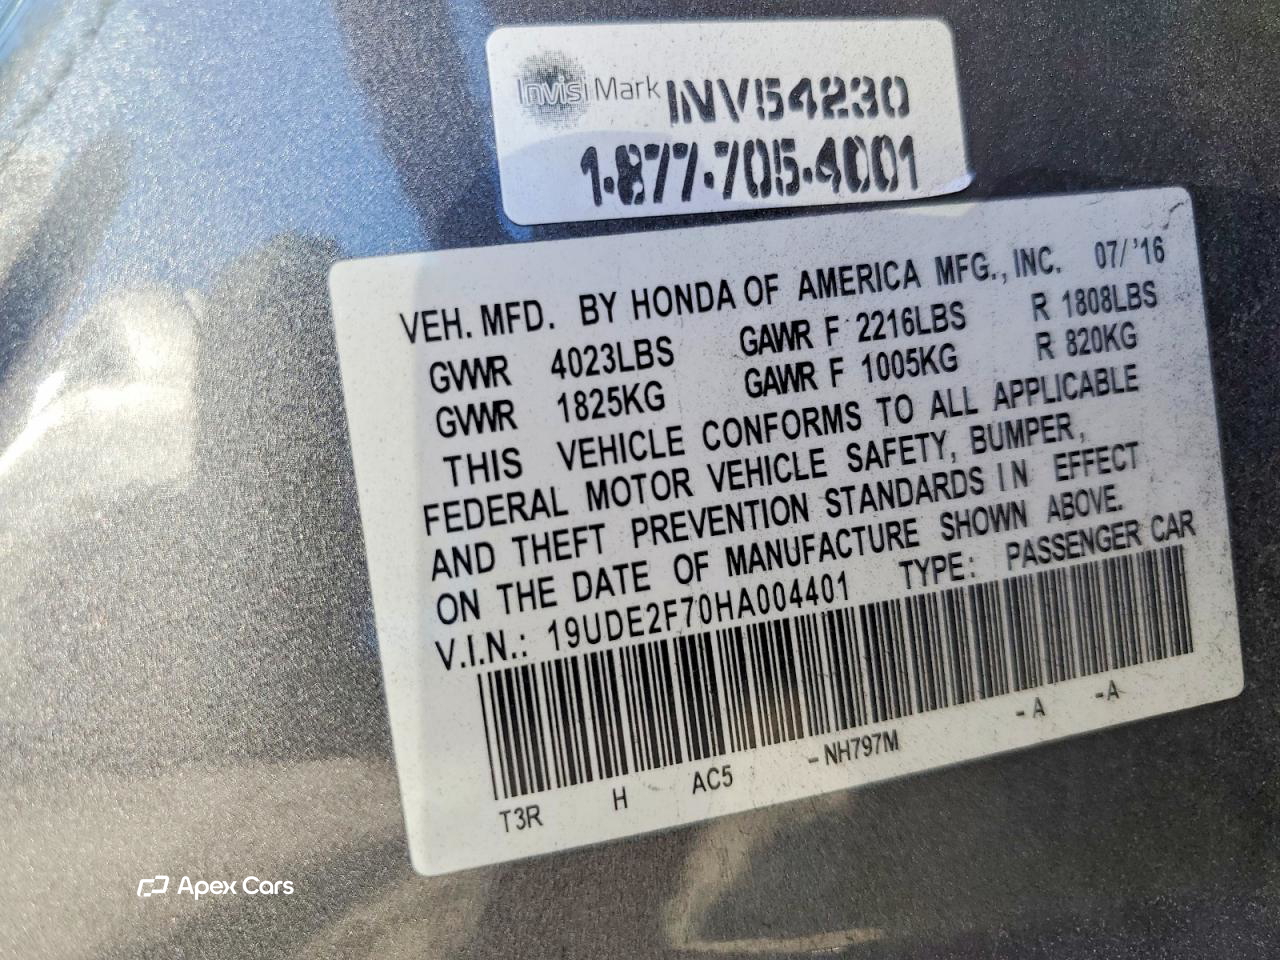 InvisiMark INV54230
1-877-705-4001
VEH. MFD. BY HONDA OF AMERICA MFG., INC. 07/'16
GVWR 4023LBS GAWR F 2216LBS R 1808LBS
GVWR 1825KG GAWR F 1005KG R 820KG
THIS VEHICLE CONFORMS TO ALL APPLICABLE
FEDERAL MOTOR VEHICLE SAFETY, BUMPER,
AND THEFT PREVENTION STANDARDS IN EFFECT
ON THE DATE OF MANUFACTURE SHOWN ABOVE.
V.I.N.: 19UDE2F70HA004401 TYPE: PASSENGER CAR
T3R H AC5 -NH797M -A -A
Apex Cars